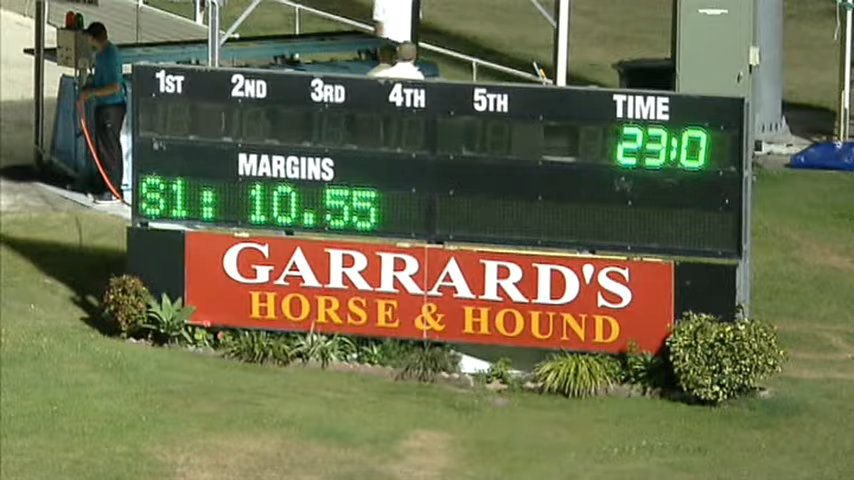 1ST 2ND 3RD 4TH 5TH TIME
23:0
MARGINS
S1: 10.55
GARRARD'S
HORSE & HOUND